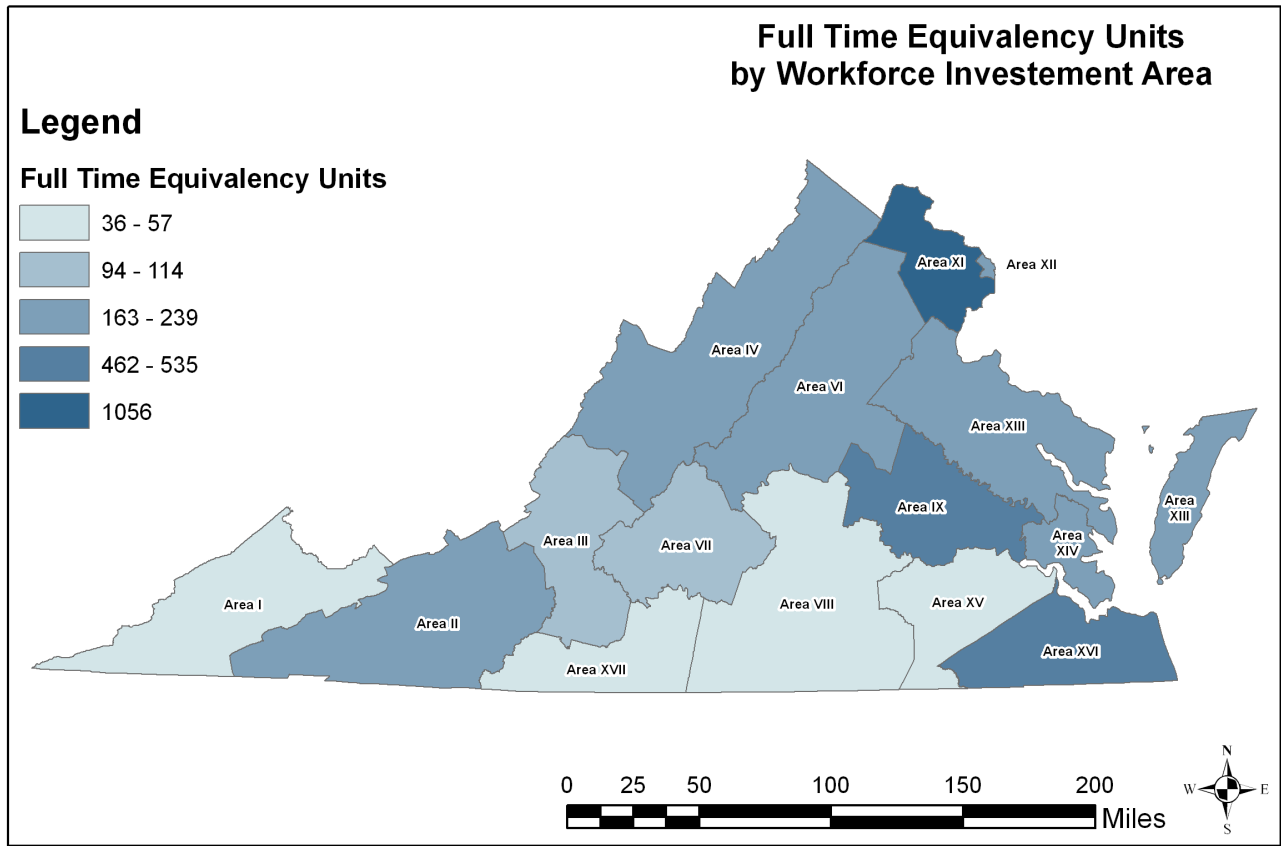 Full Time Equivalency Units
by Workforce Investement Area
Legend
Full Time Equivalency Units
36 - 57
94 - 114
163 - 239
462 - 535
1056
Area XI
Area XII
Area IV
Area VI
Area XIII
Area IX
Area
XIII
Area
XIV
Area III
Area VII
Area I
Area II
Area VIII
Area XV
Area XVII
Area XVI
N
W
E
S
0 25 50 100 150 200
Miles